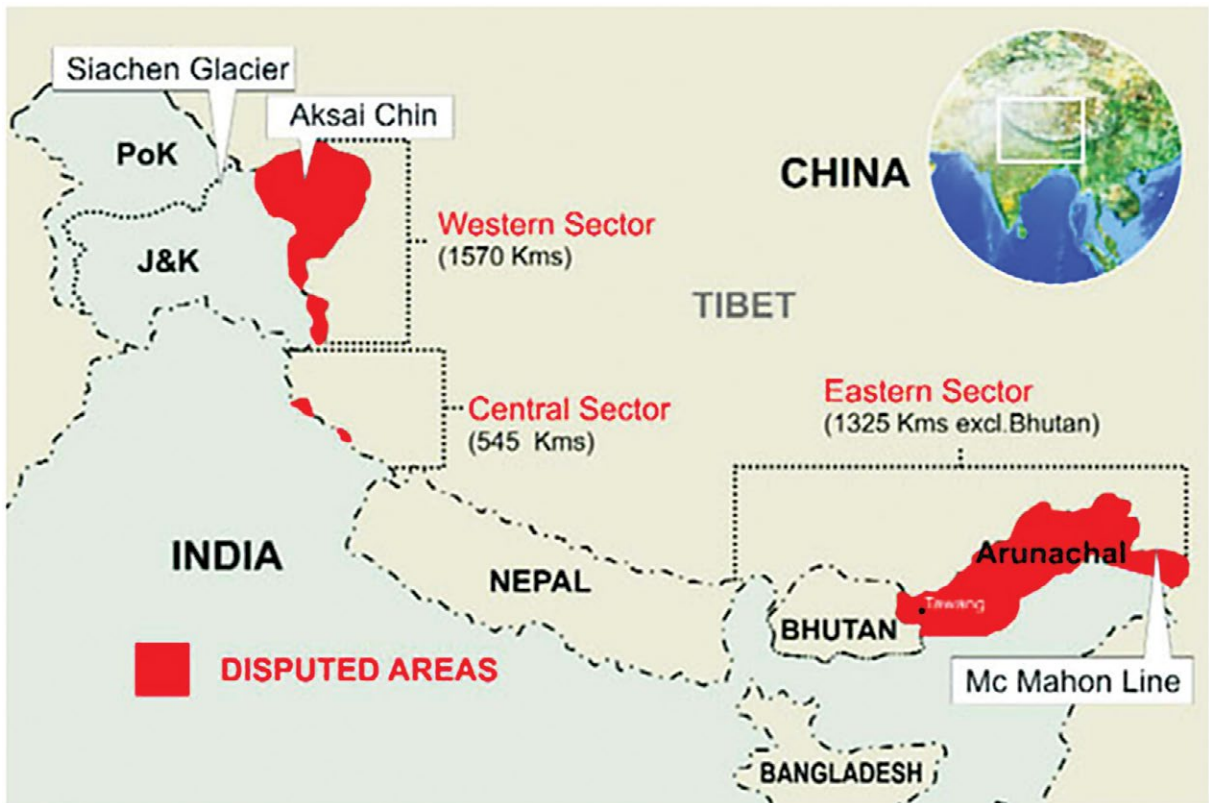 Siachen Glacier
Aksai Chin
PoK
CHINA
Western Sector
(1570 Kms)
J&K
TIBET
Eastern Sector
(1325 Kms excl.Bhutan)
Central Sector
(545 Kms)
INDIA
NEPAL
Arunachal
Tawang
BHUTAN
DISPUTED AREAS
Mc Mahon Line
BANGLADESH